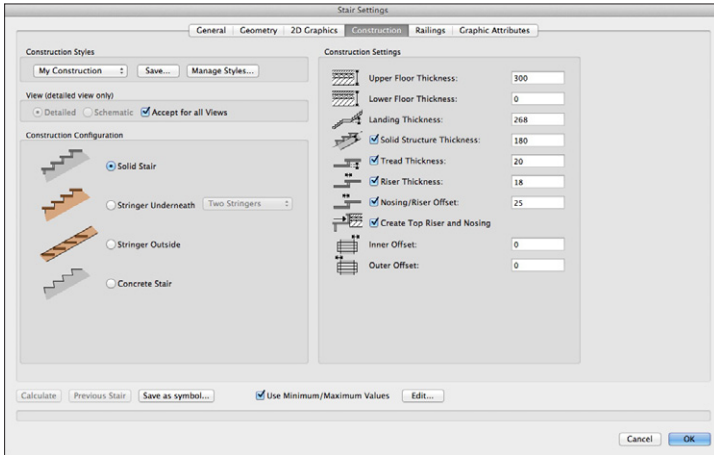 Stair Settings
General Geometry 2D Graphics Construction Railings Graphic Attributes
Construction Styles
My Construction Save... Manage Styles...
View (detailed view only)
Detailed Schematic Accept for all Views
Construction Configuration
Solid Stair
Stringer Underneath Two Stringers
Stringer Outside
Concrete Stair
Construction Settings
Upper Floor Thickness: 300
Lower Floor Thickness: 0
Landing Thickness: 268
Solid Structure Thickness: 180
Tread Thickness: 20
Riser Thickness: 18
Nosing/Riser Offset: 25
Create Top Riser and Nosing
Inner Offset: 0
Outer Offset: 0
Calculate Previous Stair Save as symbol... Use Minimum/Maximum Values Edit...
Cancel OK